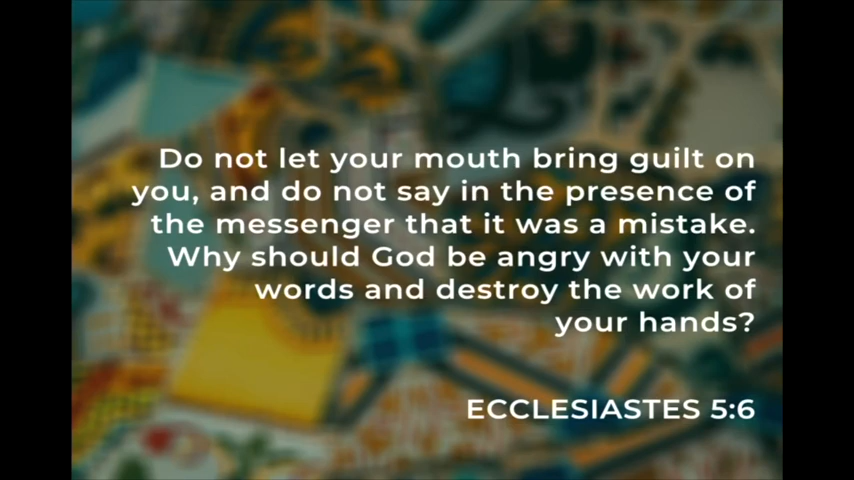 Do not let your mouth bring guilt on
you, and do not say in the presence of
the messenger that it was a mistake.
Why should God be angry with your
words and destroy the work of
your hands?
ECCLESIASTES 5:6